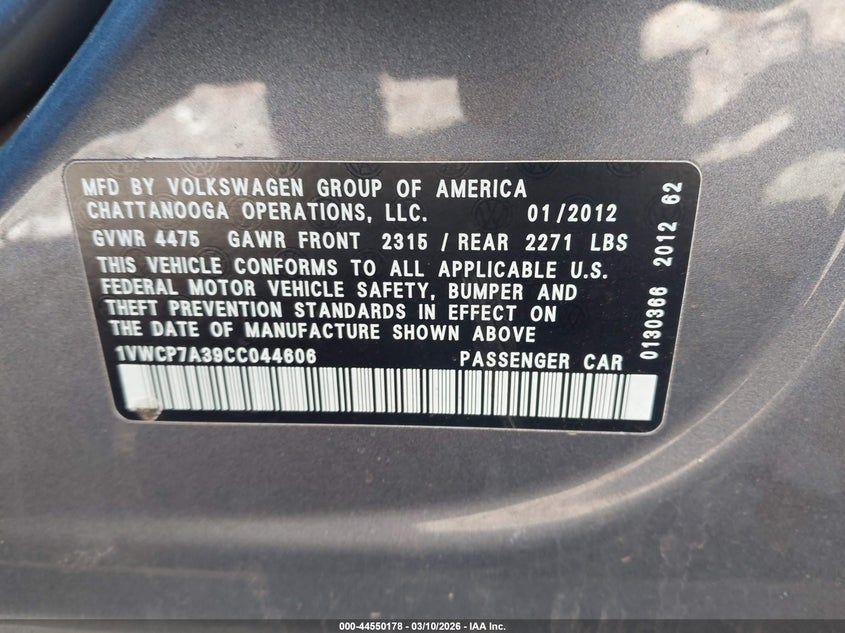 MFD BY VOLKSWAGEN GROUP OF AMERICA
CHATTANOOGA OPERATIONS, LLC. 01/2012
GVWR 4475 GAWR FRONT 2315 / REAR 2271 LBS
THIS VEHICLE CONFORMS TO ALL APPLICABLE U.S.
FEDERAL MOTOR VEHICLE SAFETY, BUMPER AND
THEFT PREVENTION STANDARDS IN EFFECT ON
THE DATE OF MANUFACTURE SHOWN ABOVE
1VWCP7A39CC044606 PASSENGER CAR
0130366 2012 62
000-44550178 - 03/10/2026 - IAA Inc.